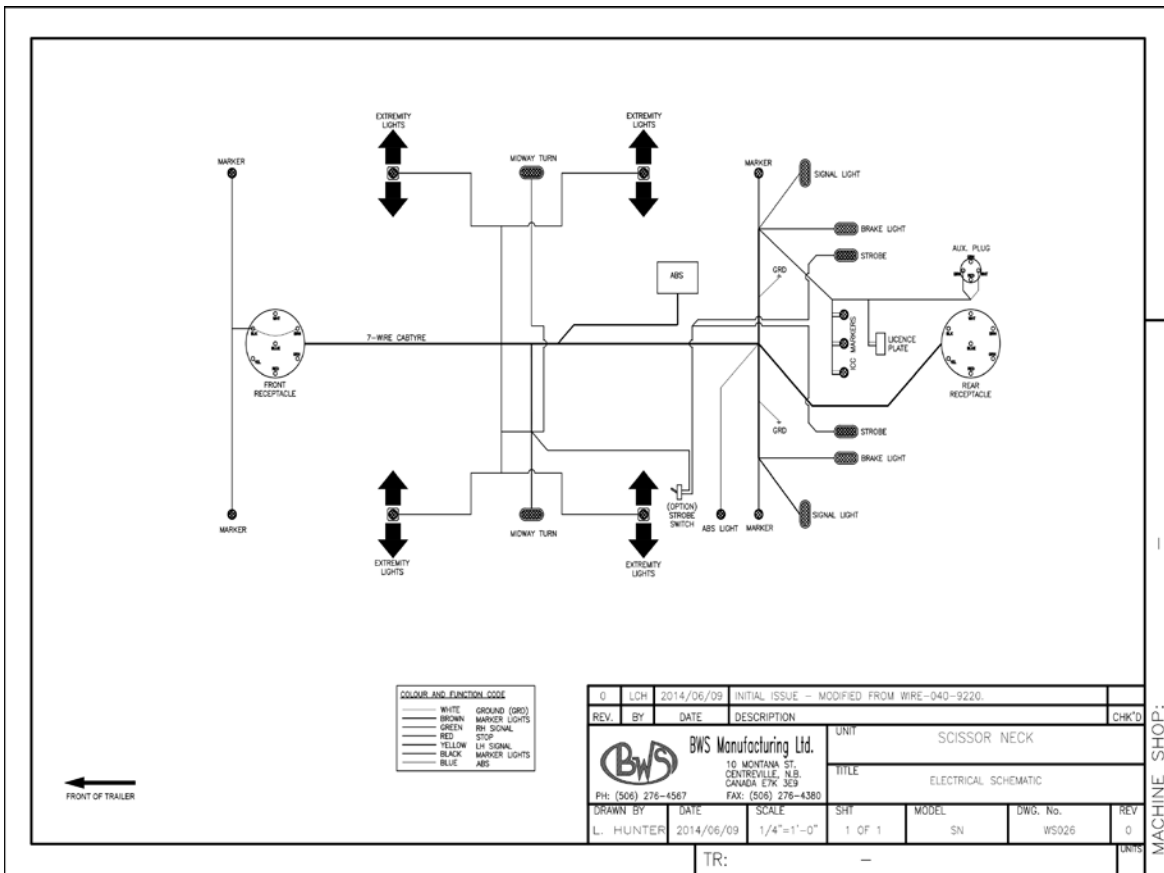 EXTREMITY
LIGHTS
EXTREMITY
LIGHTS
MARKER
MIDWAY TURN
MARKER
SIGNAL LIGHT
BRAKE LIGHT
STROBE
AUX. PLUG
GRD
ABS
7-WIRE CABTYRE
BLK
BLUE
FRONT
RECEPTACLE
ICC MARKERS
LICENCE
PLATE
BLK
BLUE
REAR
RECEPTACLE
GRD
STROBE
BRAKE LIGHT
SIGNAL LIGHT
(OPTION)
STROBE
SWITCH
ABS LIGHT
MARKER
MARKER
MIDWAY TURN
EXTREMITY
LIGHTS
EXTREMITY
LIGHTS
COLOUR AND FUNCTION CODE
WHITE GROUND (GRD)
BROWN MARKER LIGHTS
GREEN RH SIGNAL
RED STOP
YELLOW LH SIGNAL
BLACK MARKER LIGHTS
BLUE ABS
FRONT OF TRAILER
0 LCH 2014/06/09 INITIAL ISSUE - MODIFIED FROM WIRE-040-9220.
REV. BY DATE DESCRIPTION CHK'D
BWS
BWS Manufacturing Ltd.
10 MONTANA ST.
CENTREVILLE, N.B.
CANADA E7K 3E9
PH: (506) 276-4567 FAX: (506) 276-4380
UNIT
SCISSOR NECK
TITLE
ELECTRICAL SCHEMATIC
DRAWN BY DATE SCALE SHT MODEL DWG. No. REV
L. HUNTER 2014/06/09 1/4"=1'-0" 1 OF 1 SN WS026 0
TR: -
UNITS
MACHINE SHOP: -